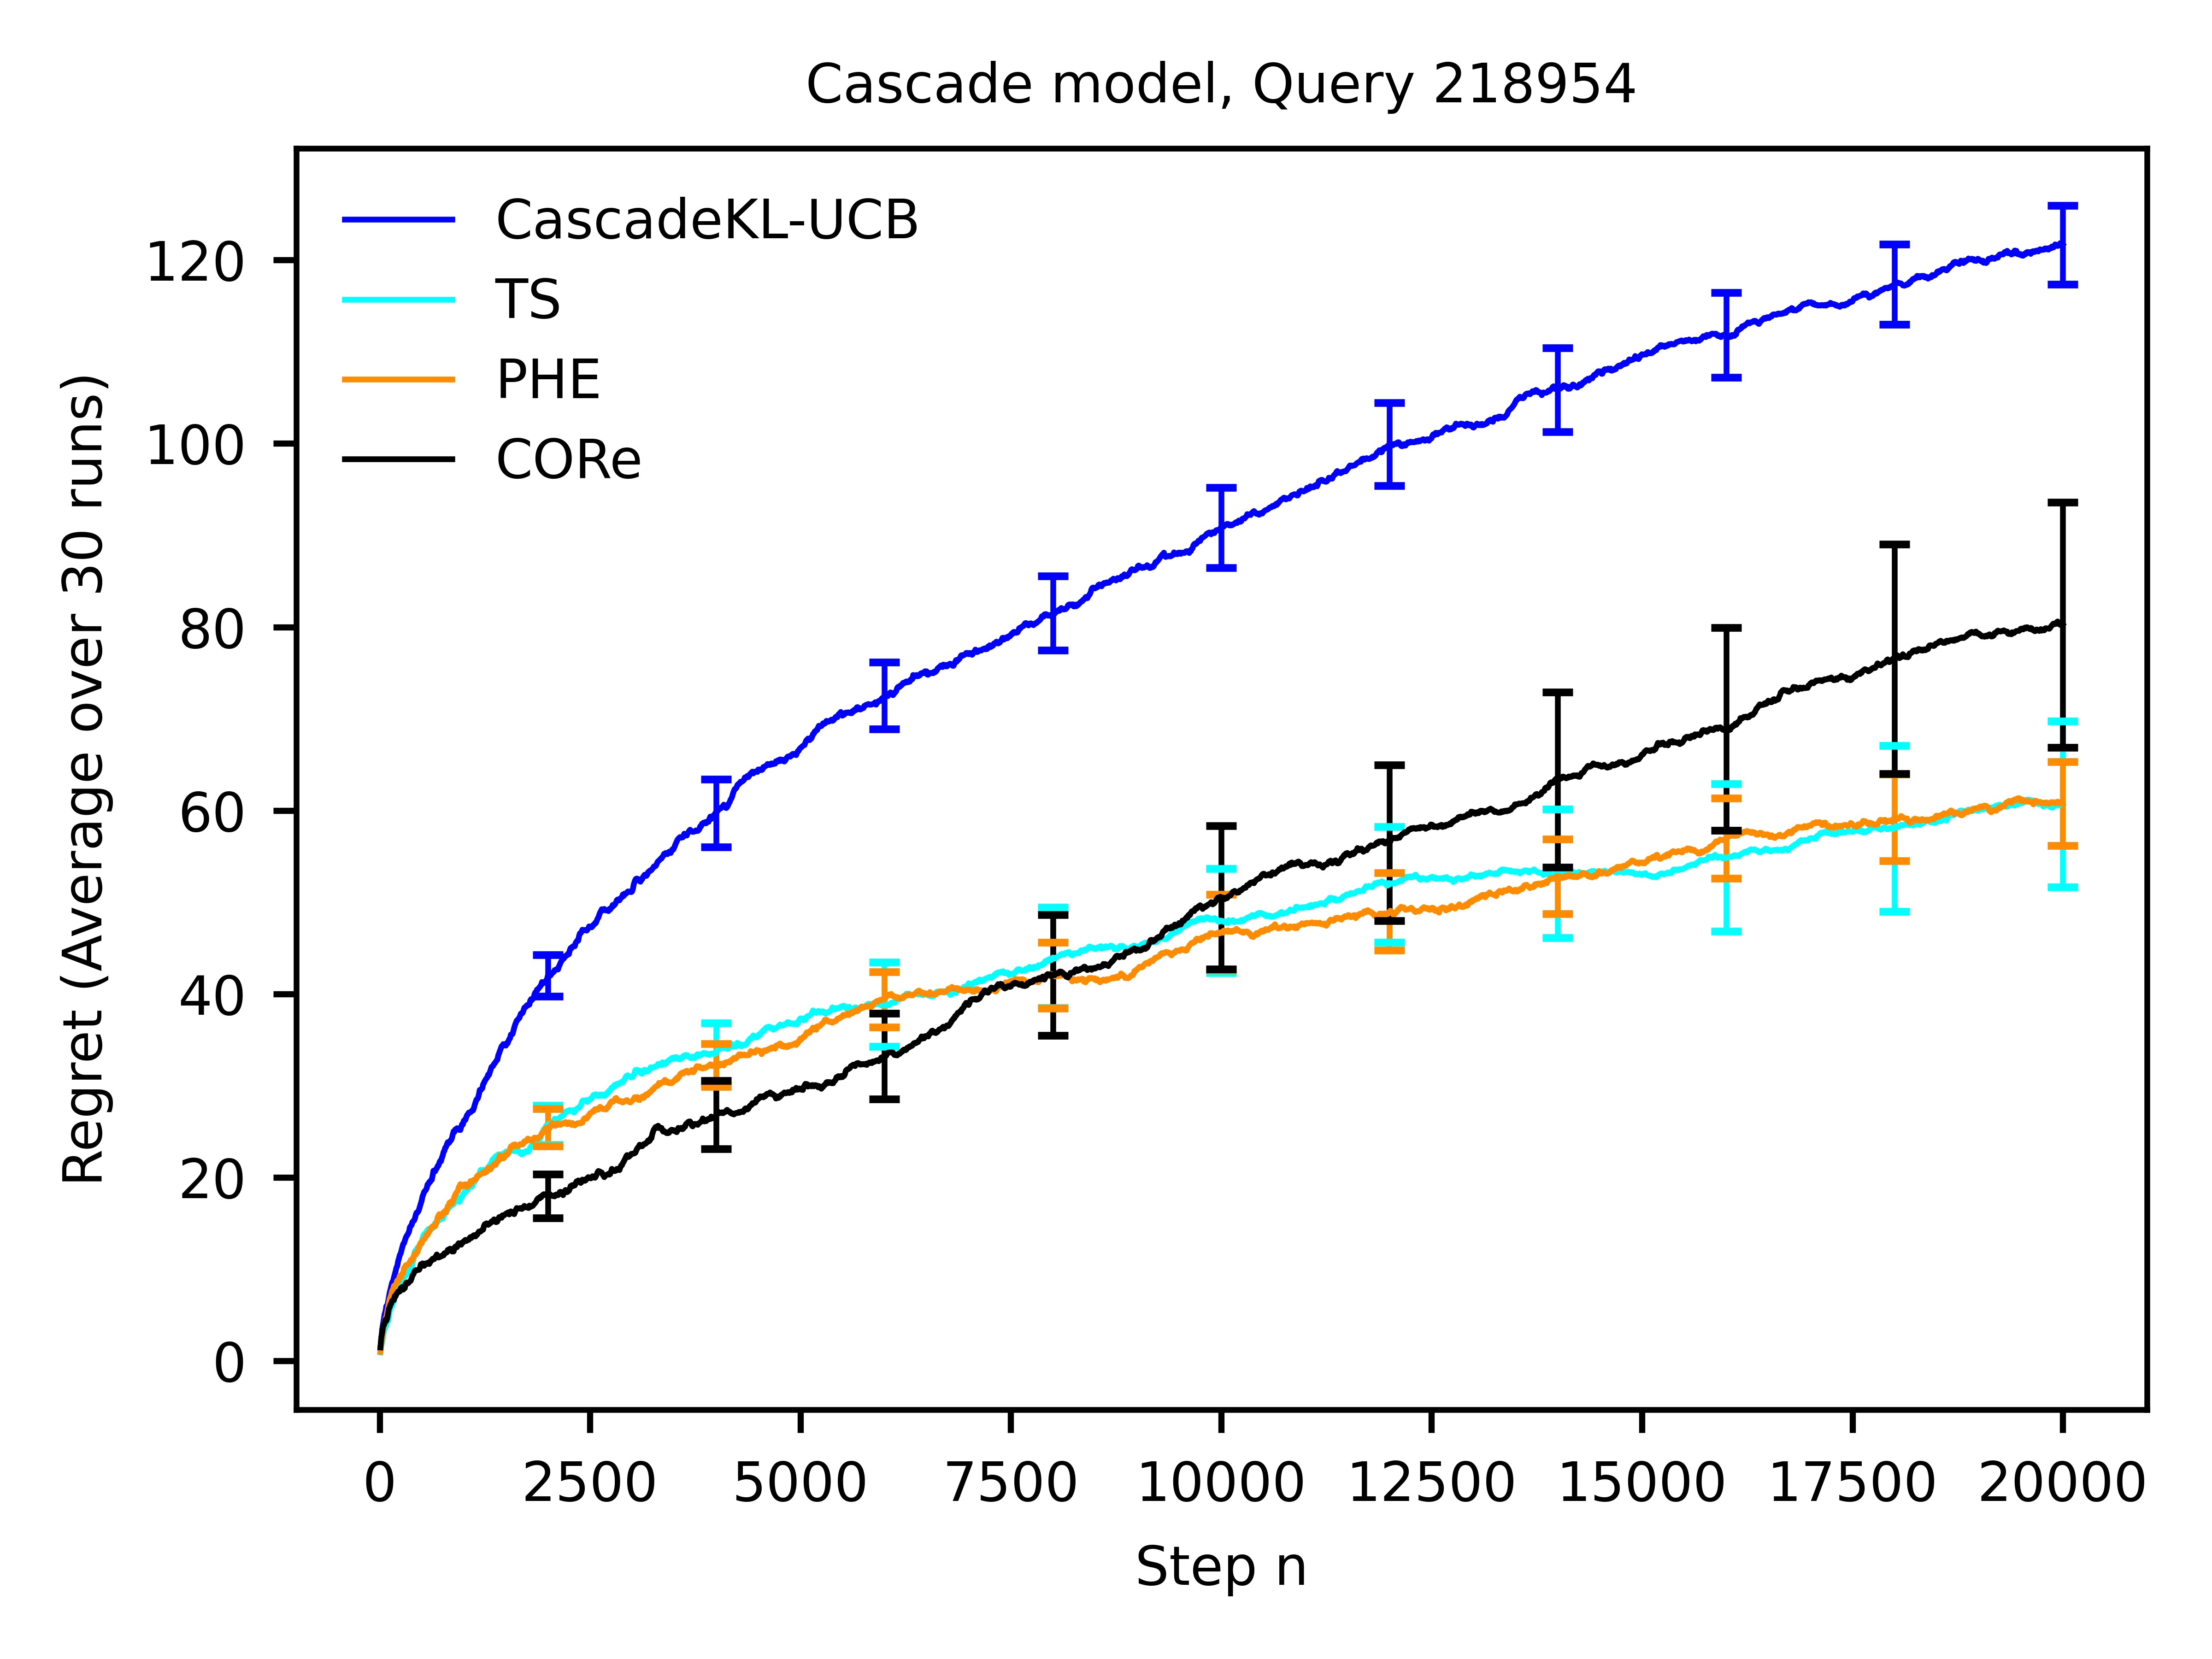 Cascade model, Query 218954
CascadeKL-UCB
TS
PHE
CORe
Regret (Average over 30 runs)
120
100
80
60
40
20
0
0 2500 5000 7500 10000 12500 15000 17500 20000
Step n